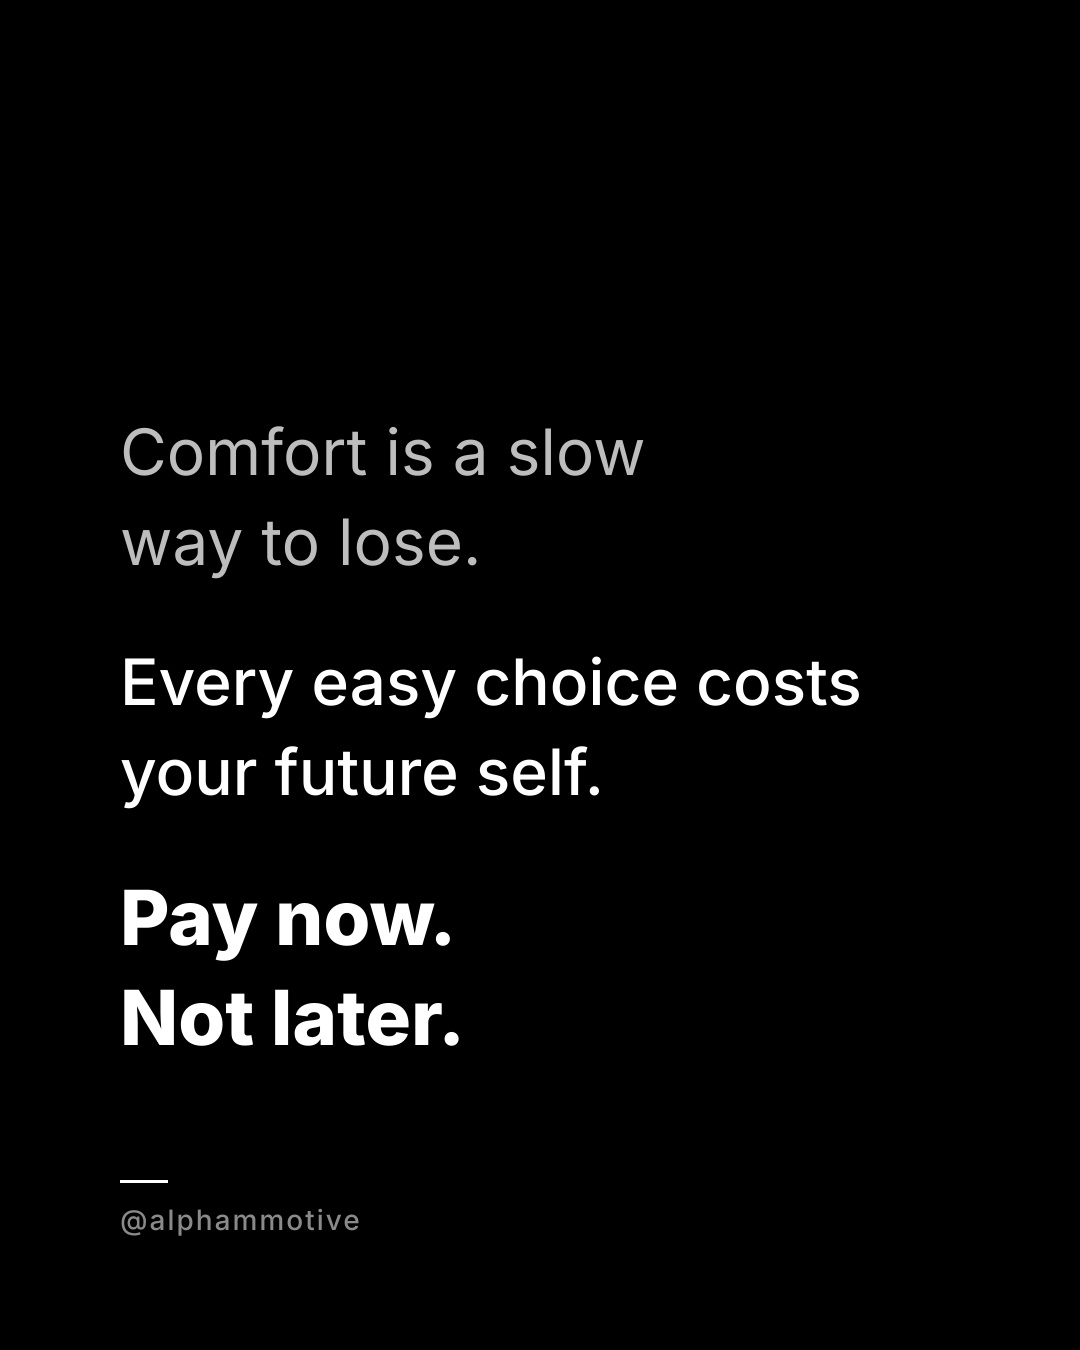 Comfort is a slow
way to lose.
Every easy choice costs
your future self.
Pay now.
Not later.
@alphammotive